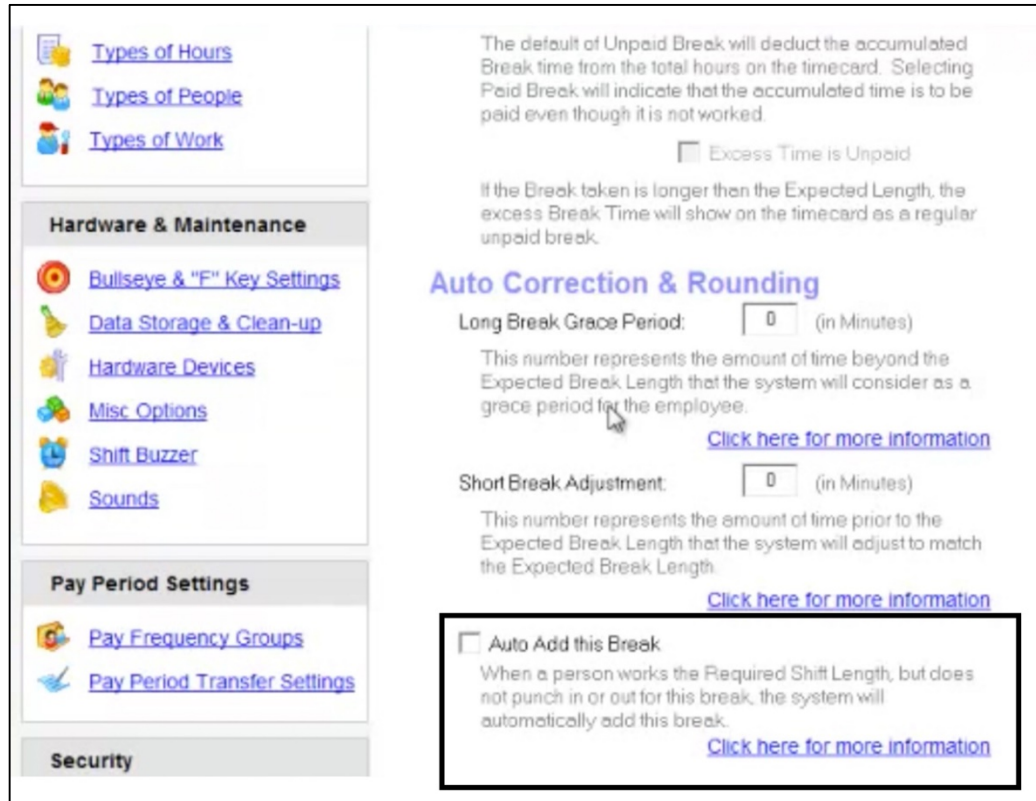 Types of Hours
Types of People
Types of Work
Hardware & Maintenance
Bullseye & "F" Key Settings
Data Storage & Clean-up
Hardware Devices
Misc Options
Shift Buzzer
Sounds
Pay Period Settings
Pay Frequency Groups
Pay Period Transfer Settings
Security
The default of Unpaid Break will deduct the accumulated
Break time from the total hours on the timecard. Selecting
Paid Break will indicate that the accumulated time is to be
paid even though it is not worked.
Excess Time is Unpaid
If the Break taken is longer than the Expected Length, the
excess Break Time will show on the timecard as a regular
unpaid break.
Auto Correction & Rounding
Long Break Grace Period: 0 (in Minutes)
This number represents the amount of time beyond the
Expected Break Length that the system will consider as a
grace period for the employee.
Click here for more information
Short Break Adjustment: 0 (in Minutes)
This number represents the amount of time prior to the
Expected Break Length that the system will adjust to match
the Expected Break Length.
Click here for more information
Auto Add this Break
When a person works the Required Shift Length, but does
not punch in or out for this break, the system will
automatically add this break.
Click here for more information